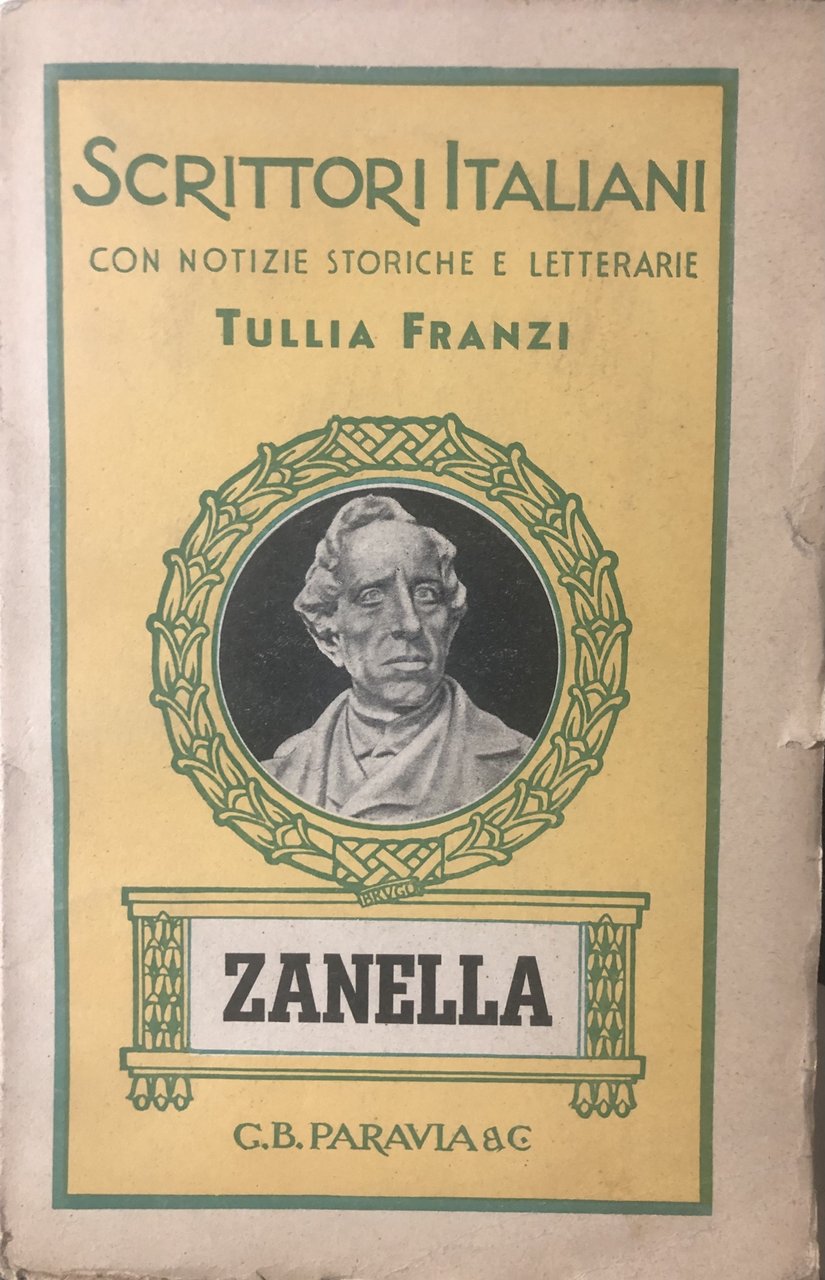 SCRITTORI ITALIANI
CON NOTIZIE STORICHE E LETTERARIE
TULLIA FRANZI
BRVGO
ZANELLA
G.B. PARAVIA & C.